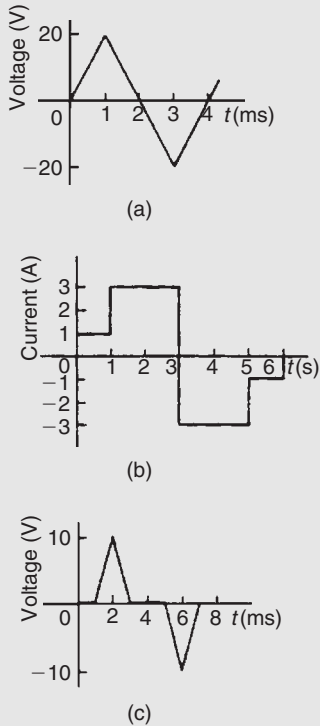 Voltage (V)
20
0
1 2 3 4 t(ms)
−20
(a)
Current (A)
3
2
1
0
1 2 3 5 6 t(s)
−1
−2
−3
(b)
Voltage (V)
10
0
2 4 6 8 t(ms)
−10
(c)